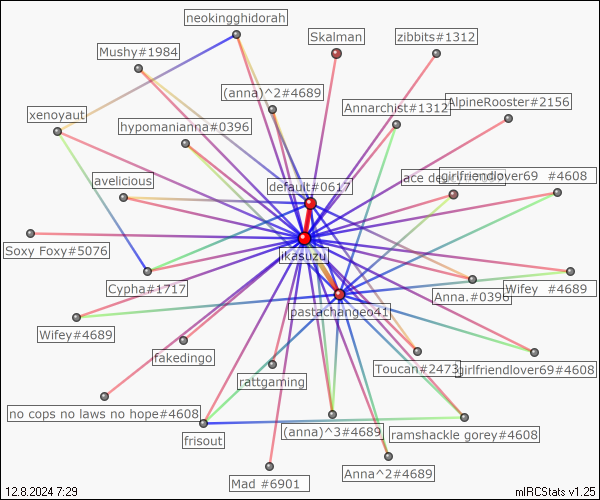 neokingghidorah
Skalman
zibbits#1312
Mushy#1984
(anna)^2#4689
Annarchist#1312
AlpineRooster#2156
xenoyaut
hypomanianna#0396
default#0617
ace de
girlfriendlover69 #4608
avelicious
Soxy Foxy#5076
ikasuzu
Cypha#1717
Anna.#0396
Wifey #4689
pastachangeo41
Wifey#4689
fakedingo
Toucan#2473
girlfriendlover69#4608
rattgaming
no cops no laws no hope#4608
frisout
(anna)^3#4689
ramshackle gorey#4608
Mad #6901
Anna^2#4689
12.8.2024 7:29
mIRCStats v1.25